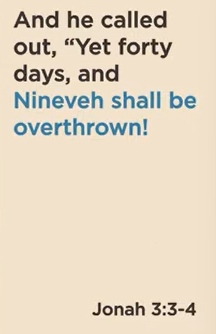 And he called
out, “Yet forty
days, and
Nineveh shall be
overthrown!
Jonah 3:3-4